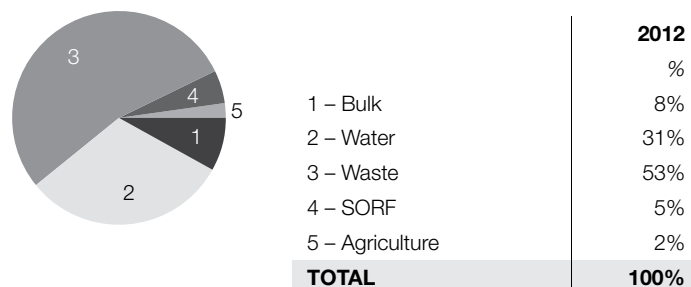 3
4
5
1
2
2012
%
1 – Bulk 8%
2 – Water 31%
3 – Waste 53%
4 – SORF 5%
5 – Agriculture 2%
TOTAL 100%